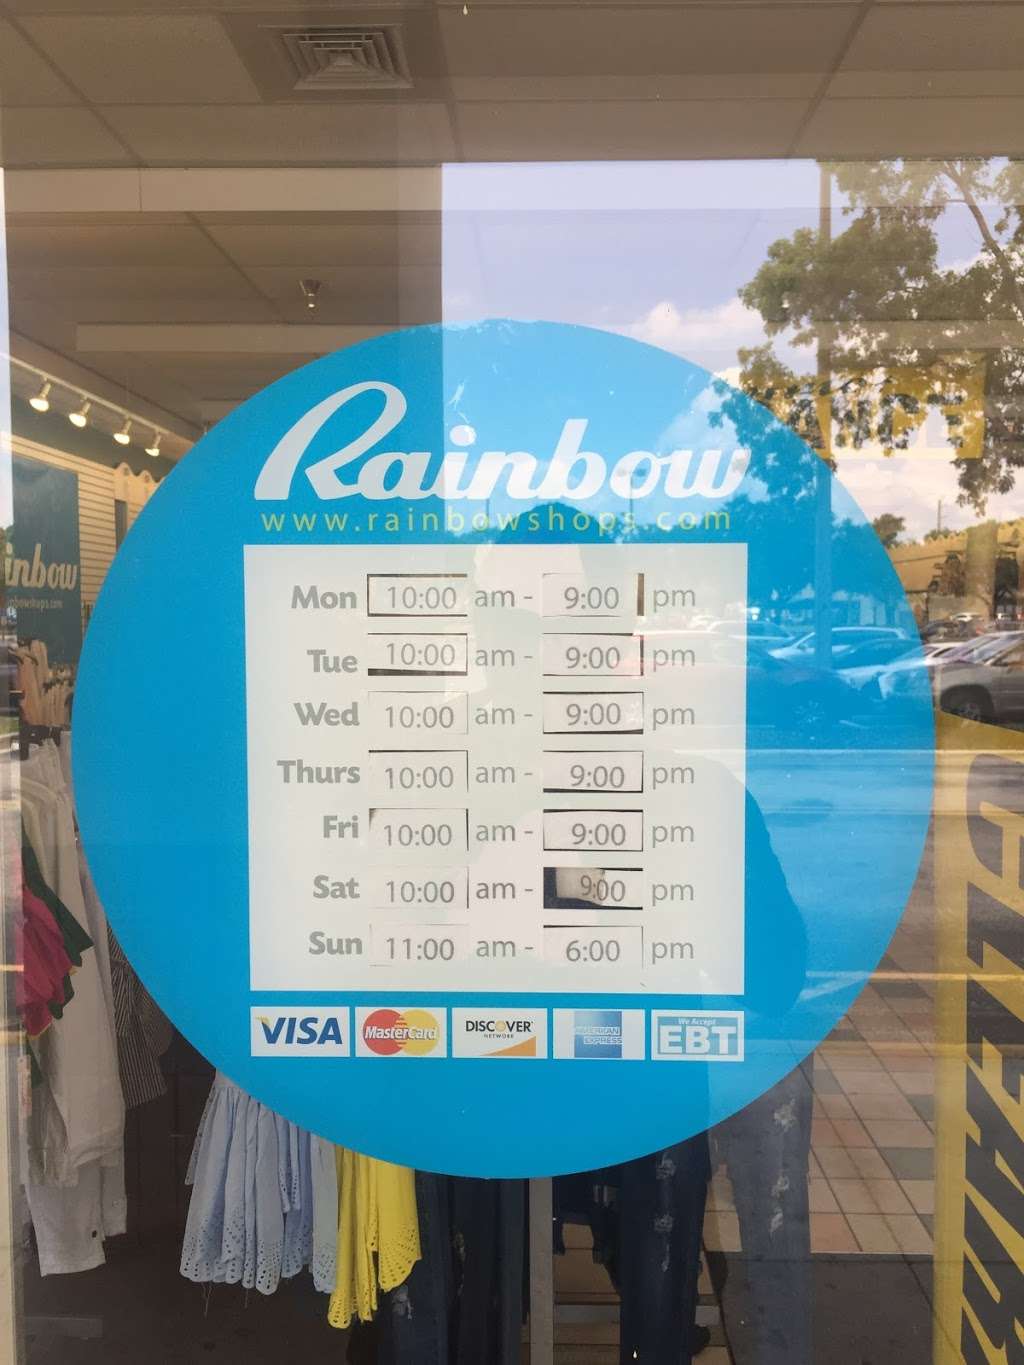 Rainbow
www.rainbowshops.com
Mon 10:00 am - 9:00 pm
Tue 10:00 am - 9:00 pm
Wed 10:00 am - 9:00 pm
Thurs 10:00 am - 9:00 pm
Fri 10:00 am - 9:00 pm
Sat 10:00 am - 9:00 pm
Sun 11:00 am - 6:00 pm
VISA MasterCard DISCOVER NETWORK AMERICAN EXPRESS We Accept EBT
inbow